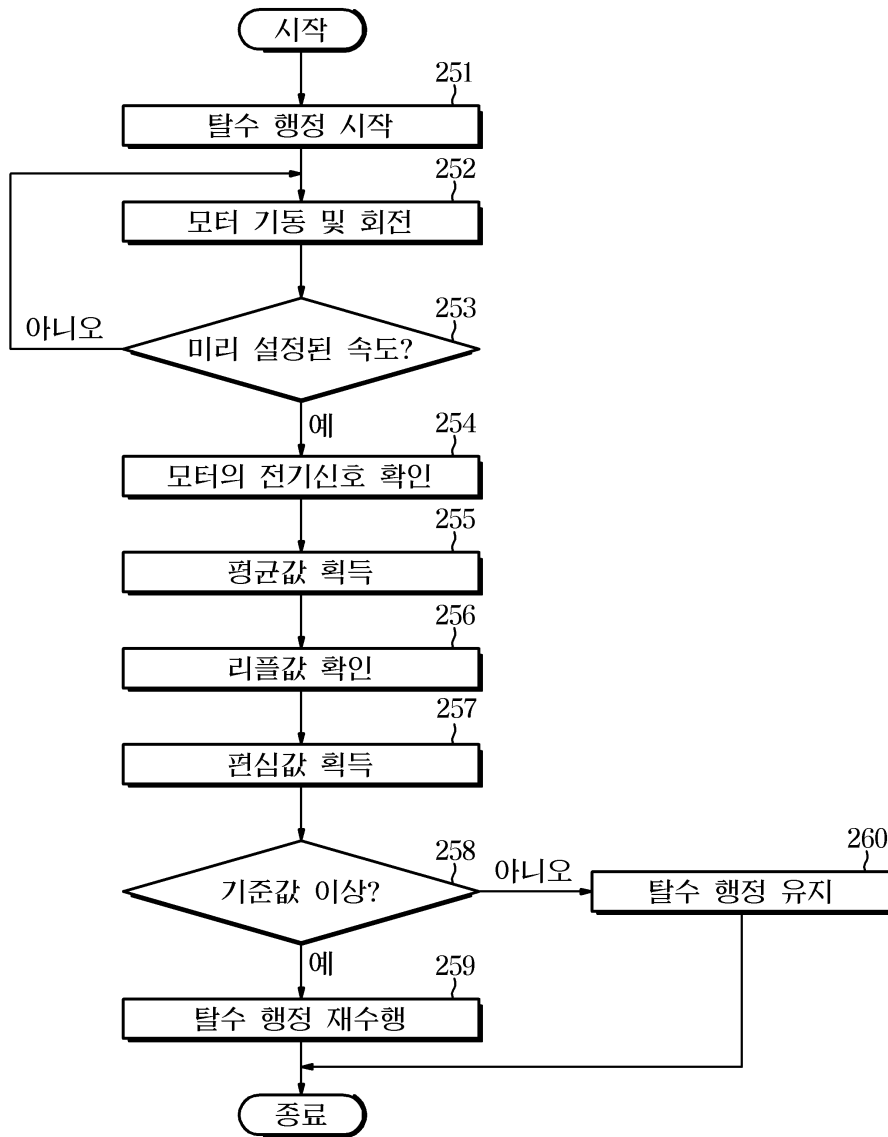 시작
251
탈수 행정 시작
252
모터 기동 및 회전
253
아니오
미리 설정된 속도?
예
254
모터의 전기신호 확인
255
평균값 획득
256
리플값 확인
257
편심값 획득
258
기준값 이상?
아니오
260
탈수 행정 유지
예
259
탈수 행정 재수행
종료